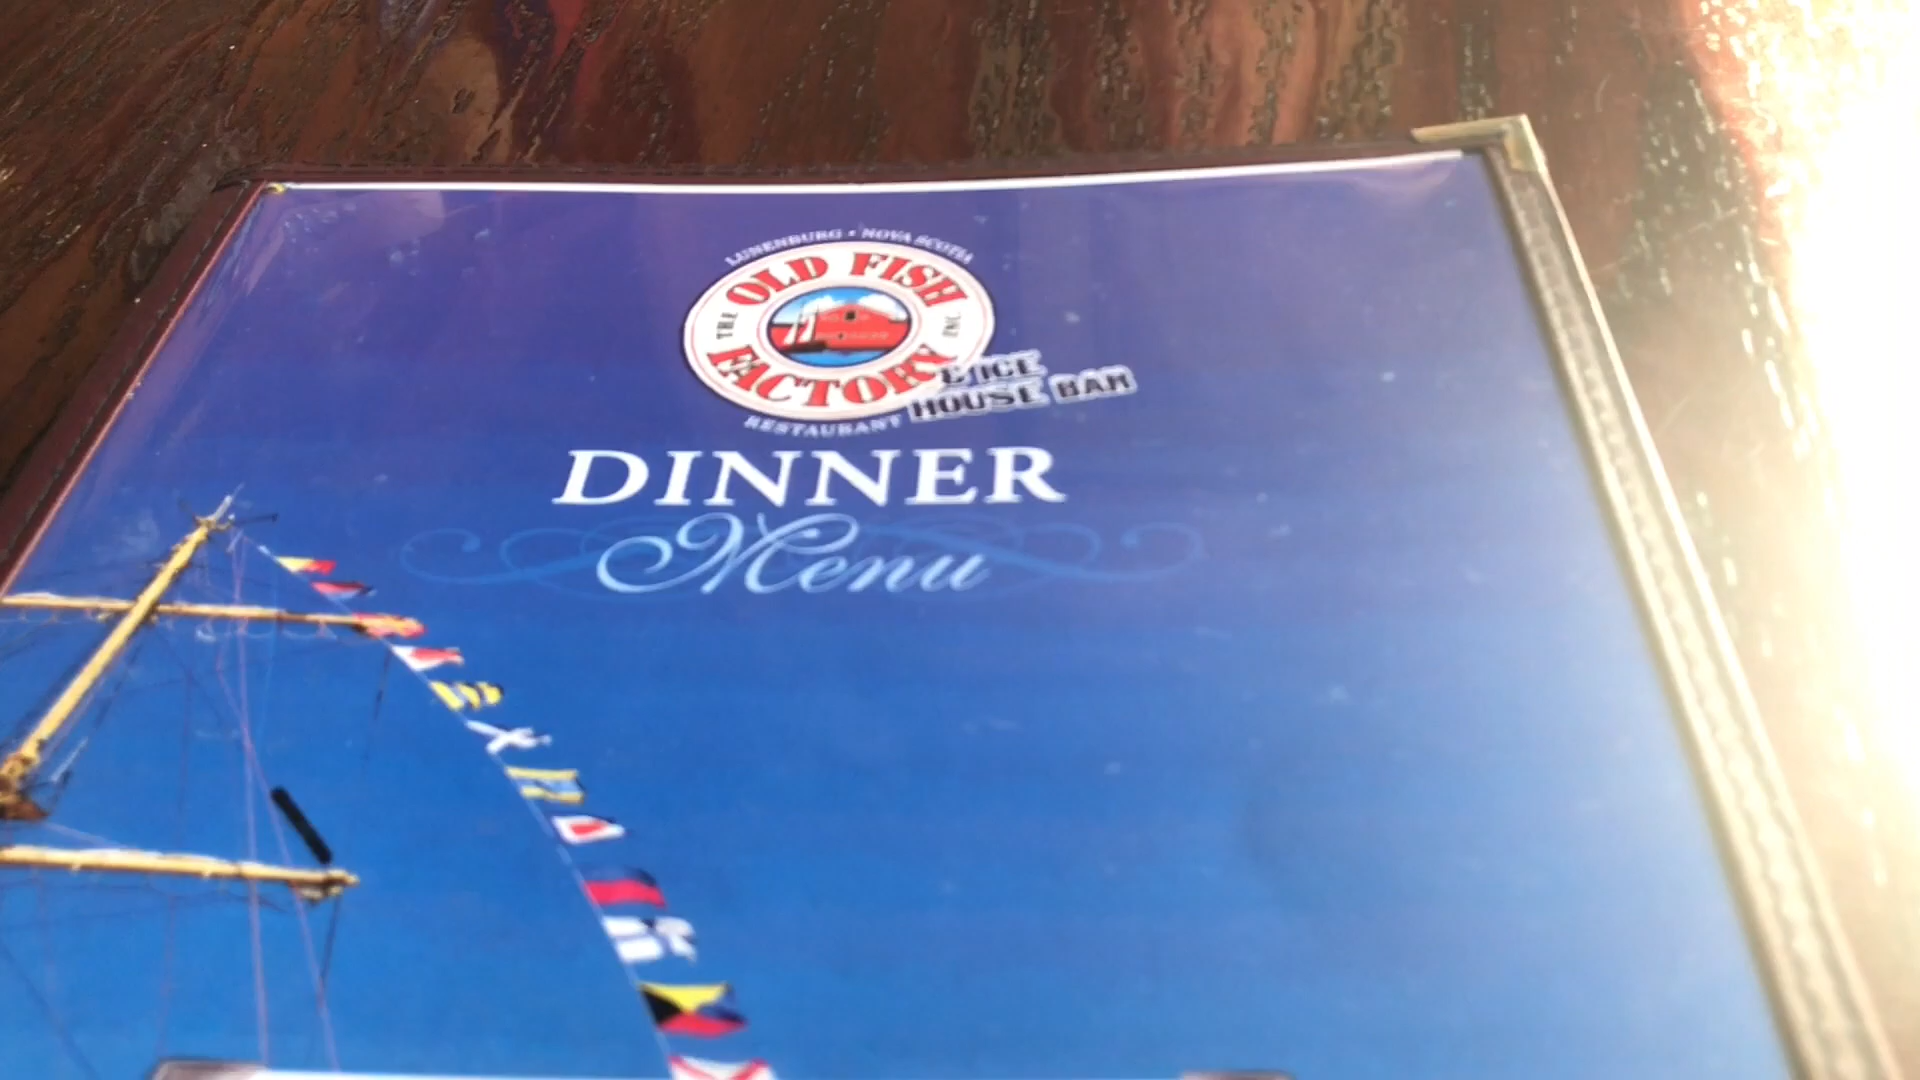 LUNENBURG • NOVA SCOTIA
THE OLD FISH FACTORY INC.
& ICE
HOUSE BAR
RESTAURANT
DINNER
Menu